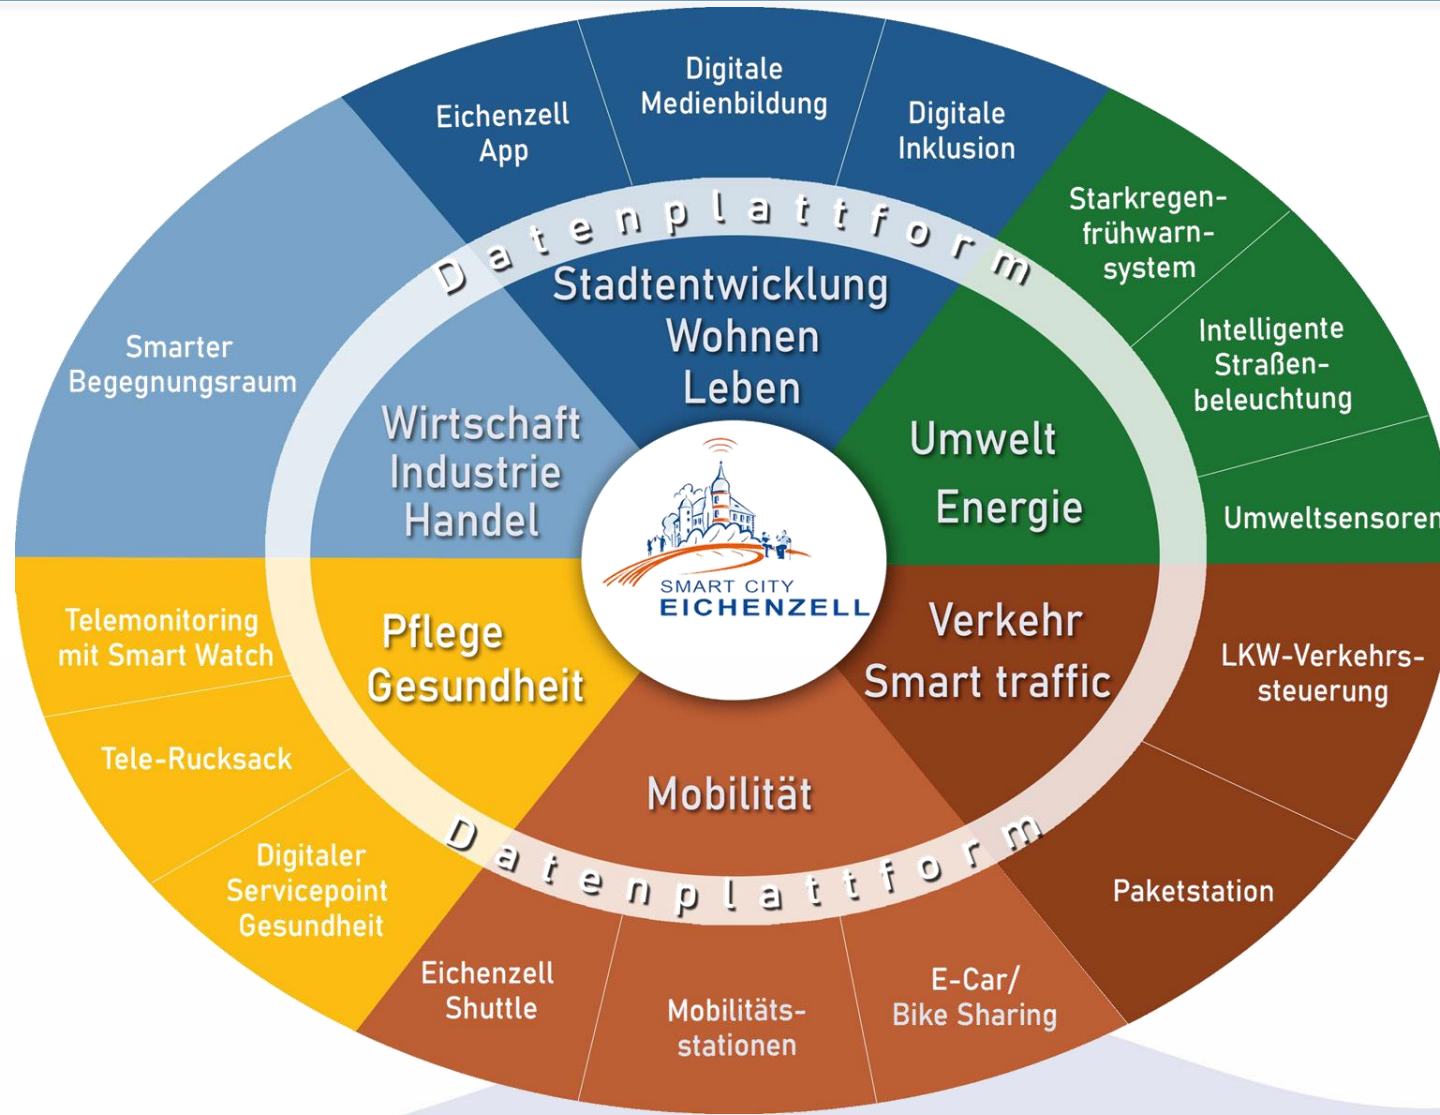 Eichenzell
App
Digitale
Medienbildung
Digitale
Inklusion
Starkregen-
frühwarn-
system
Intelligente
Straßen-
beleuchtung
Umweltsensoren
LKW-Verkehrs-
steuerung
Paketstation
E-Car/
Bike Sharing
Mobilitäts-
stationen
Eichenzell
Shuttle
Digitaler
Servicepoint
Gesundheit
Tele-Rucksack
Telemonitoring
mit Smart Watch
Smarter
Begegnungsraum
Datenplattform
Stadtentwicklung
Wohnen
Leben
Umwelt
Energie
Verkehr
Smart traffic
Mobilität
Pflege
Gesundheit
Wirtschaft
Industrie
Handel
Datenplattform
SMART CITY
EICHENZELL